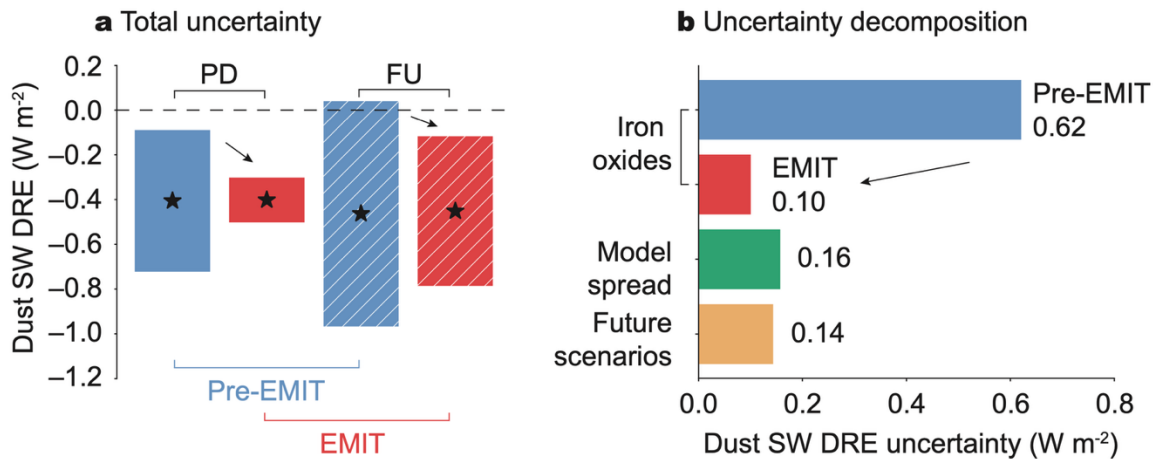 a Total uncertainty
Dust SW DRE (W m⁻²)
0.2
0.0
−0.2
−0.4
−0.6
−0.8
−1.0
−1.2
PD
FU
Pre-EMIT
EMIT
b Uncertainty decomposition
Iron
oxides
Model
spread
Future
scenarios
Pre-EMIT
0.62
EMIT
0.10
0.16
0.14
0.0 0.2 0.4 0.6 0.8
Dust SW DRE uncertainty (W m⁻²)